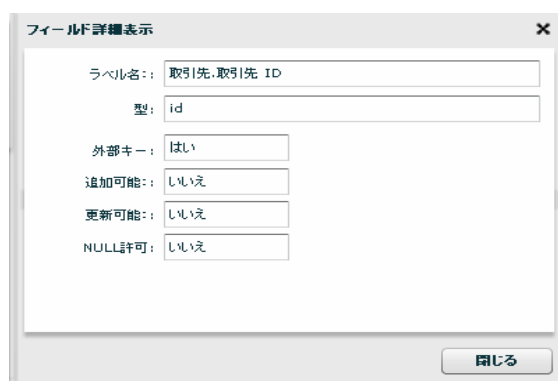 フィールド詳細表示
ラベル名:: 取引先.取引先 ID
型: id
外部キー: はい
追加可能:: いいえ
更新可能:: いいえ
NULL許可: いいえ
閉じる